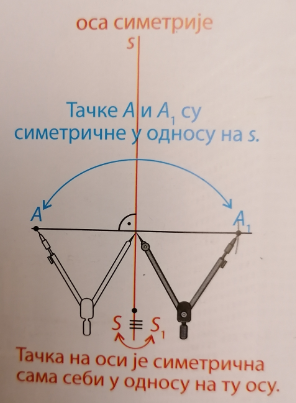 оса симетрије
s
Тачке A и A₁ су
симетричне у односу на s.
A A₁
S ≡ S₁
Тачка на оси је симетрична
сама себи у односу на ту осу.